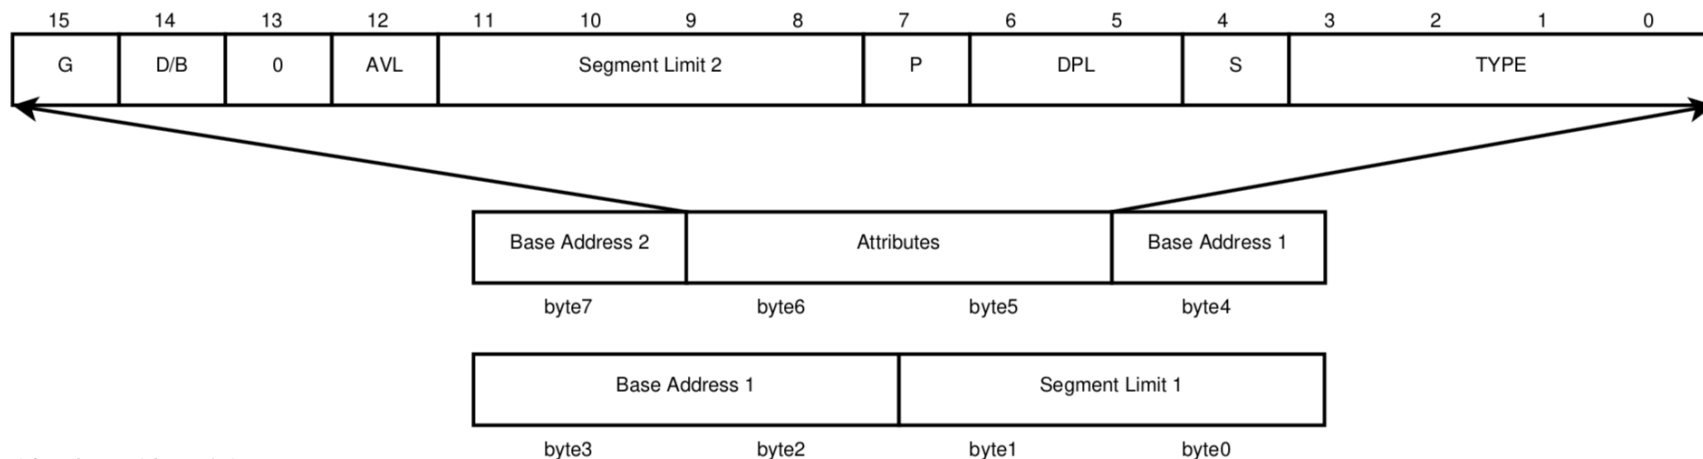 15 14 13 12 11 10 9 8 7 6 5 4 3 2 1 0
G D/B 0 AVL Segment Limit 2 P DPL S TYPE
Base Address 2 Attributes Base Address 1
byte7 byte6 byte5 byte4
Base Address 1 Segment Limit 1
byte3 byte2 byte1 byte0